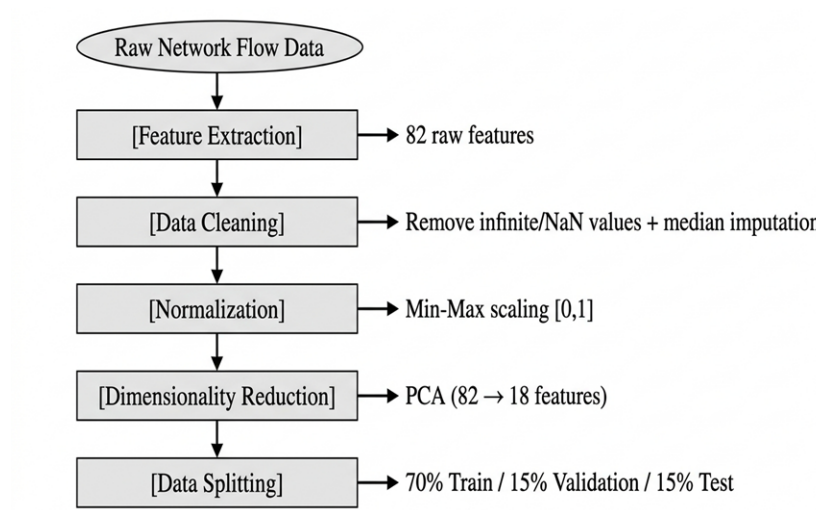 Raw Network Flow Data
[Feature Extraction]
82 raw features
[Data Cleaning]
Remove infinite/NaN values + median imputation
[Normalization]
Min-Max scaling [0,1]
[Dimensionality Reduction]
PCA (82 → 18 features)
[Data Splitting]
70% Train / 15% Validation / 15% Test